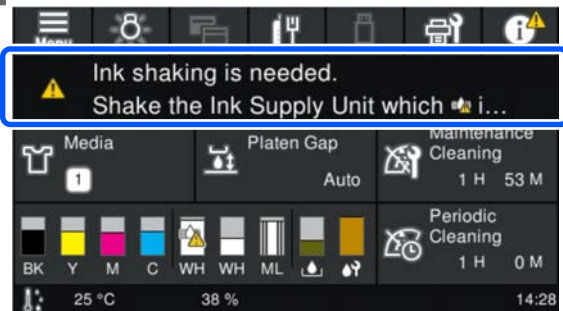 Menu
Ink shaking is needed.
Shake the Ink Supply Unit which i...
Media
1
Platen Gap
Auto
Maintenance
Cleaning
1 H 53 M
Periodic
Cleaning
1 H 0 M
BK Y M C WH WH ML
25 °C 38 % 14:28